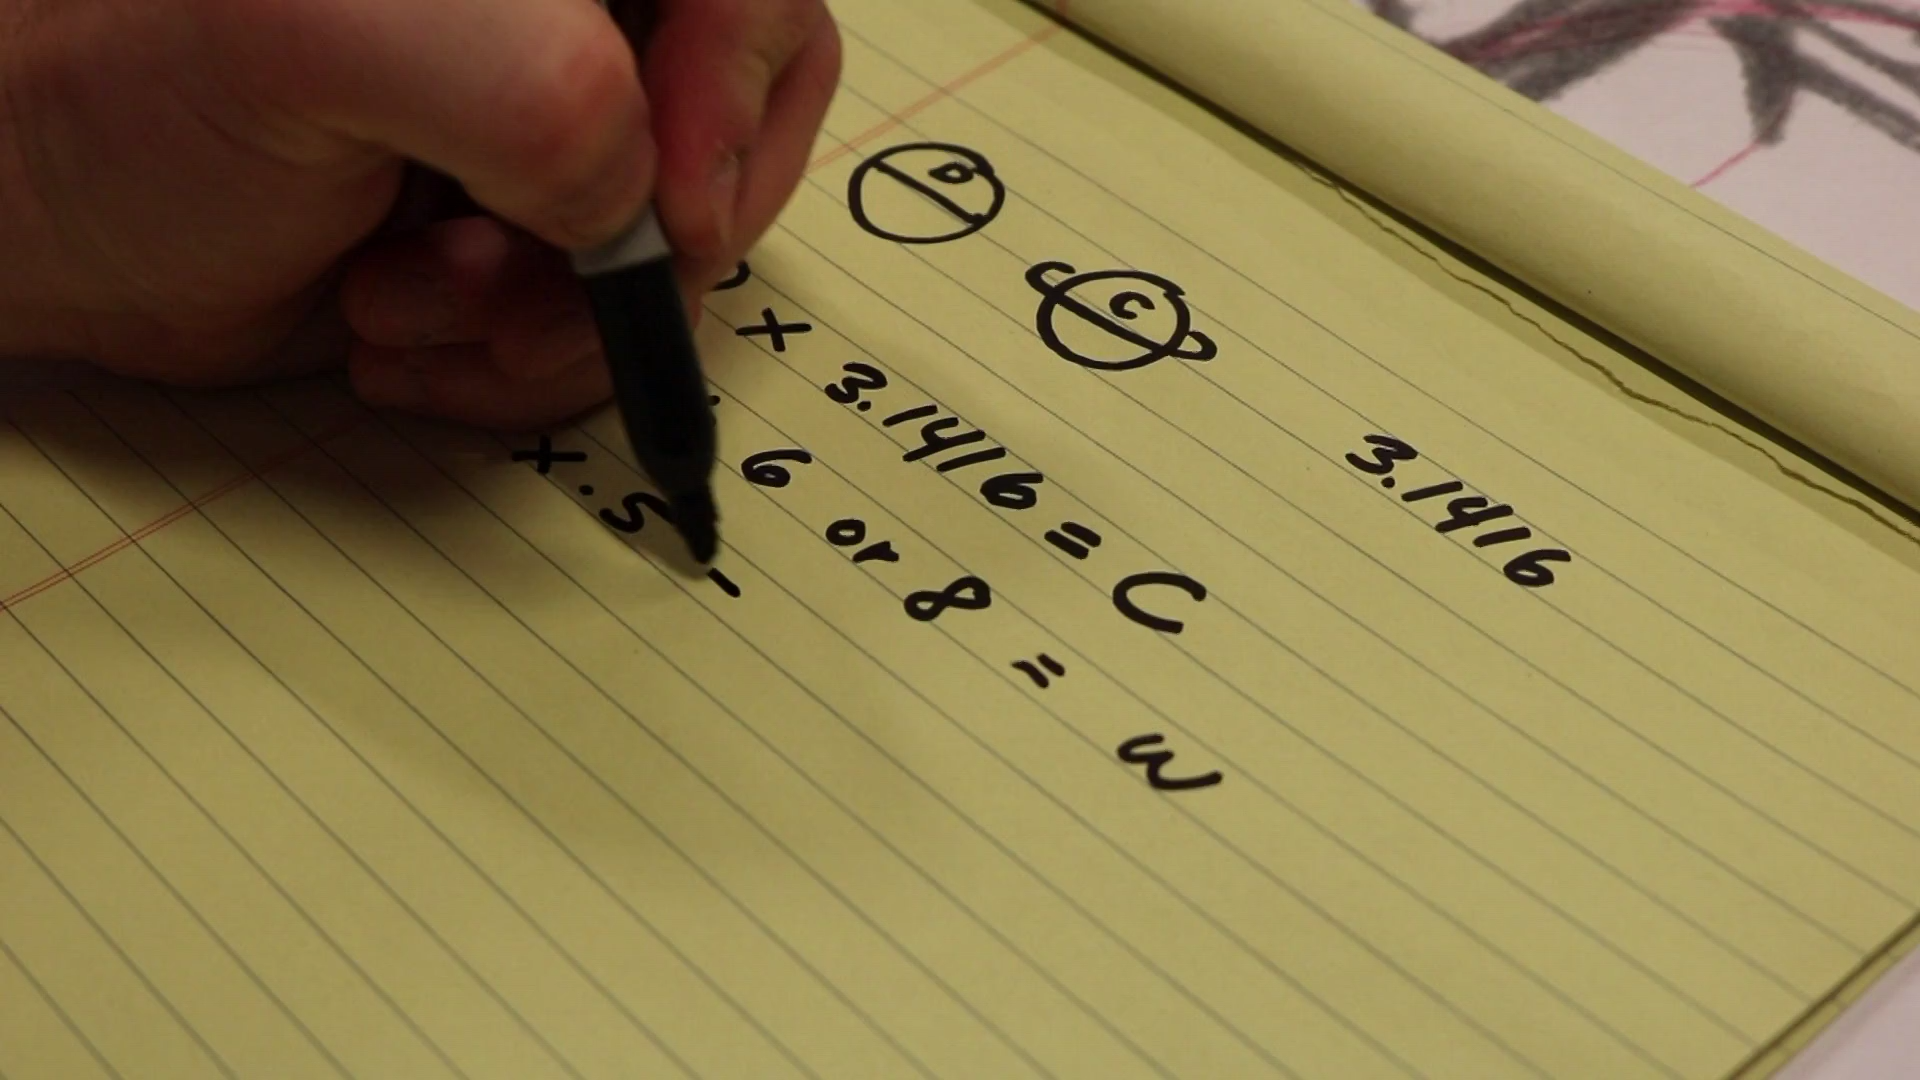 D
C
3.1416
x 3.1416 = C
6 or 8 = w
x .5